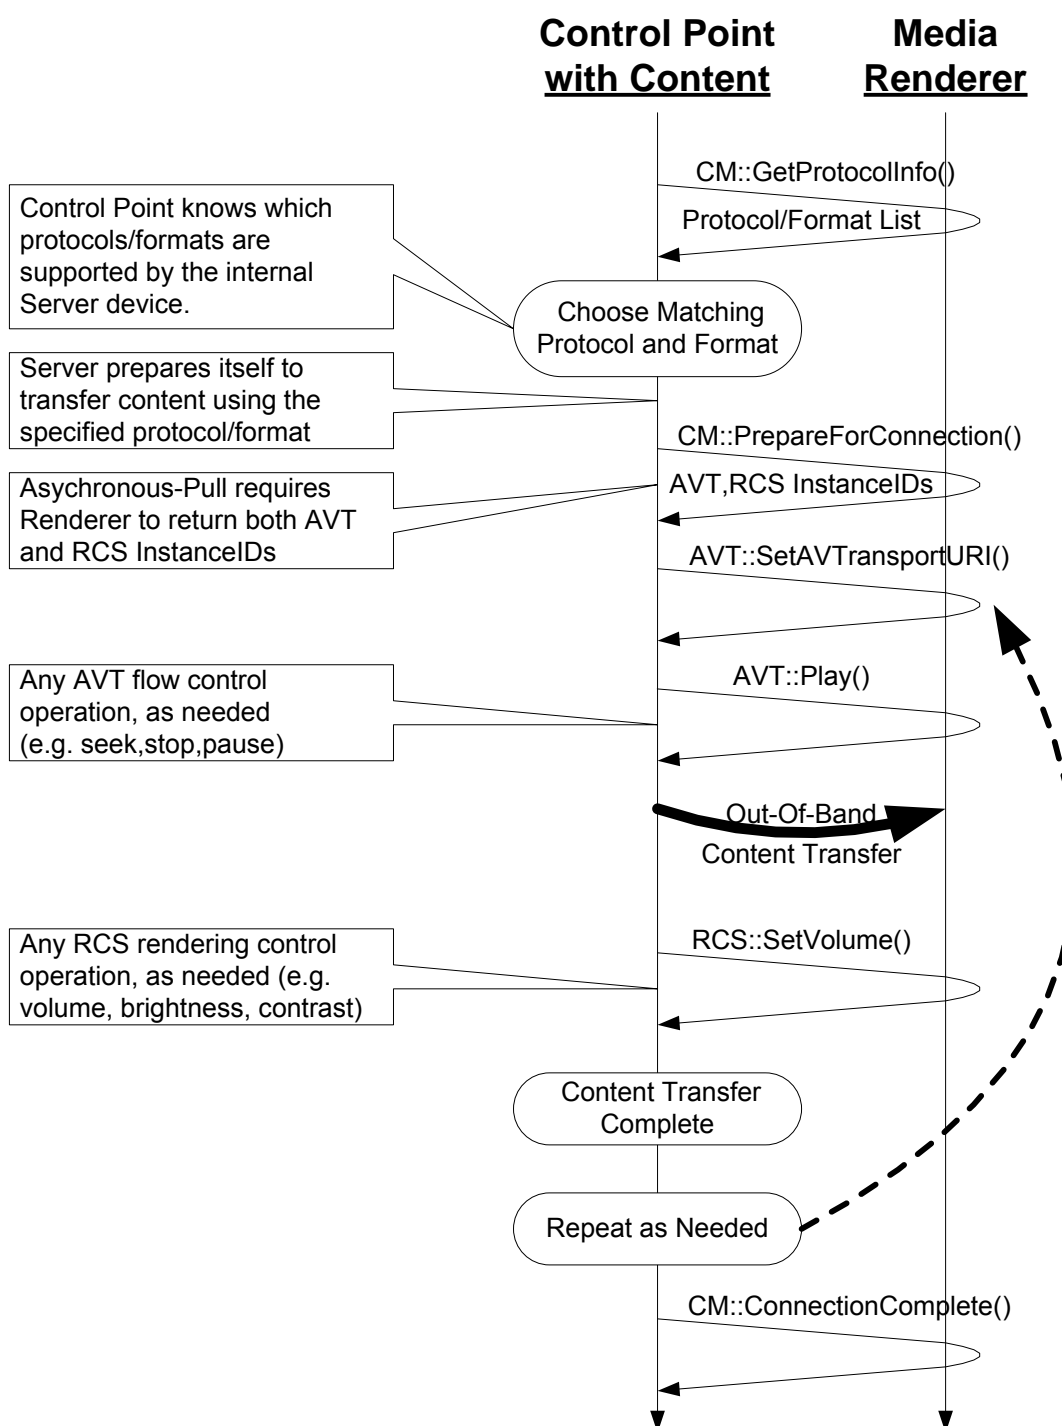 Control Point
with Content
Media
Renderer
CM::GetProtocolInfo()
Protocol/Format List
Control Point knows which
protocols/formats are
supported by the internal
Server device.
Choose Matching
Protocol and Format
Server prepares itself to
transfer content using the
specified protocol/format
CM::PrepareForConnection()
AVT,RCS InstanceIDs
Asychronous-Pull requires
Renderer to return both AVT
and RCS InstanceIDs
AVT::SetAVTransportURI()
Any AVT flow control
operation, as needed
(e.g. seek,stop,pause)
AVT::Play()
Out-Of-Band
Content Transfer
Any RCS rendering control
operation, as needed (e.g.
volume, brightness, contrast)
RCS::SetVolume()
Content Transfer
Complete
Repeat as Needed
CM::ConnectionComplete()